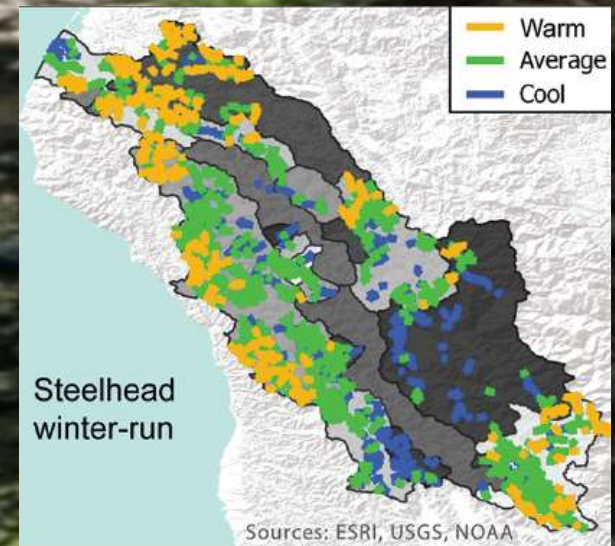 Warm
Average
Cool
Steelhead
winter-run
Sources: ESRI, USGS, NOAA